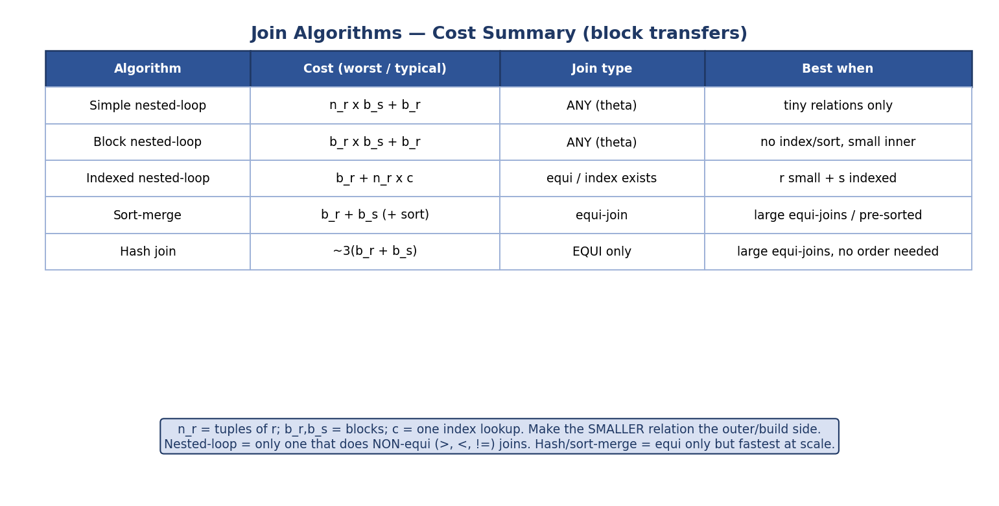 Join Algorithms — Cost Summary (block transfers)
Algorithm Cost (worst / typical) Join type Best when
Simple nested-loop n_r x b_s + b_r ANY (theta) tiny relations only
Block nested-loop b_r x b_s + b_r ANY (theta) no index/sort, small inner
Indexed nested-loop b_r + n_r x c equi / index exists r small + s indexed
Sort-merge b_r + b_s (+ sort) equi-join large equi-joins / pre-sorted
Hash join ~3(b_r + b_s) EQUI only large equi-joins, no order needed
n_r = tuples of r; b_r,b_s = blocks; c = one index lookup. Make the SMALLER relation the outer/build side.
Nested-loop = only one that does NON-equi (>, <, !=) joins. Hash/sort-merge = equi only but fastest at scale.